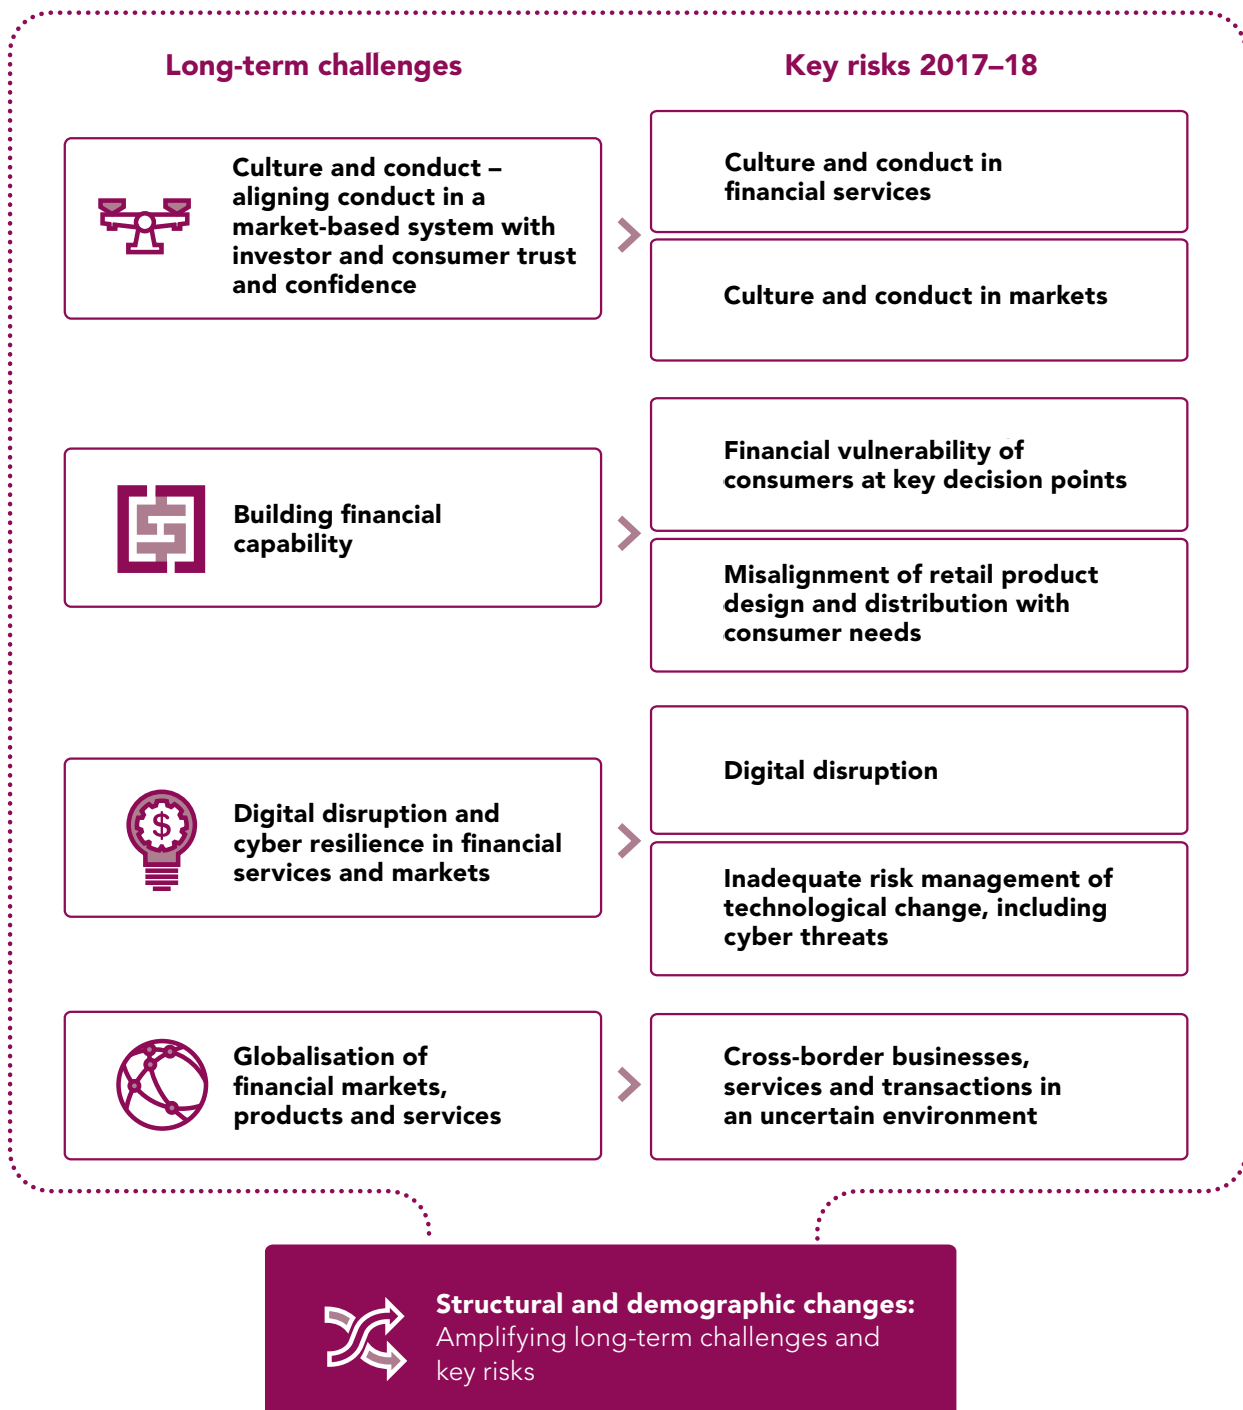 Long-term challenges
Key risks 2017–18
Culture and conduct –
aligning conduct in a
market-based system with
investor and consumer trust
and confidence
Culture and conduct in
financial services
Culture and conduct in markets
Building financial
capability
Financial vulnerability of
consumers at key decision points
Misalignment of retail product
design and distribution with
consumer needs
$
Digital disruption and
cyber resilience in financial
services and markets
Digital disruption
Inadequate risk management of
technological change, including
cyber threats
Globalisation of
financial markets,
products and services
Cross-border businesses,
services and transactions in
an uncertain environment
Structural and demographic changes:
Amplifying long-term challenges and
key risks